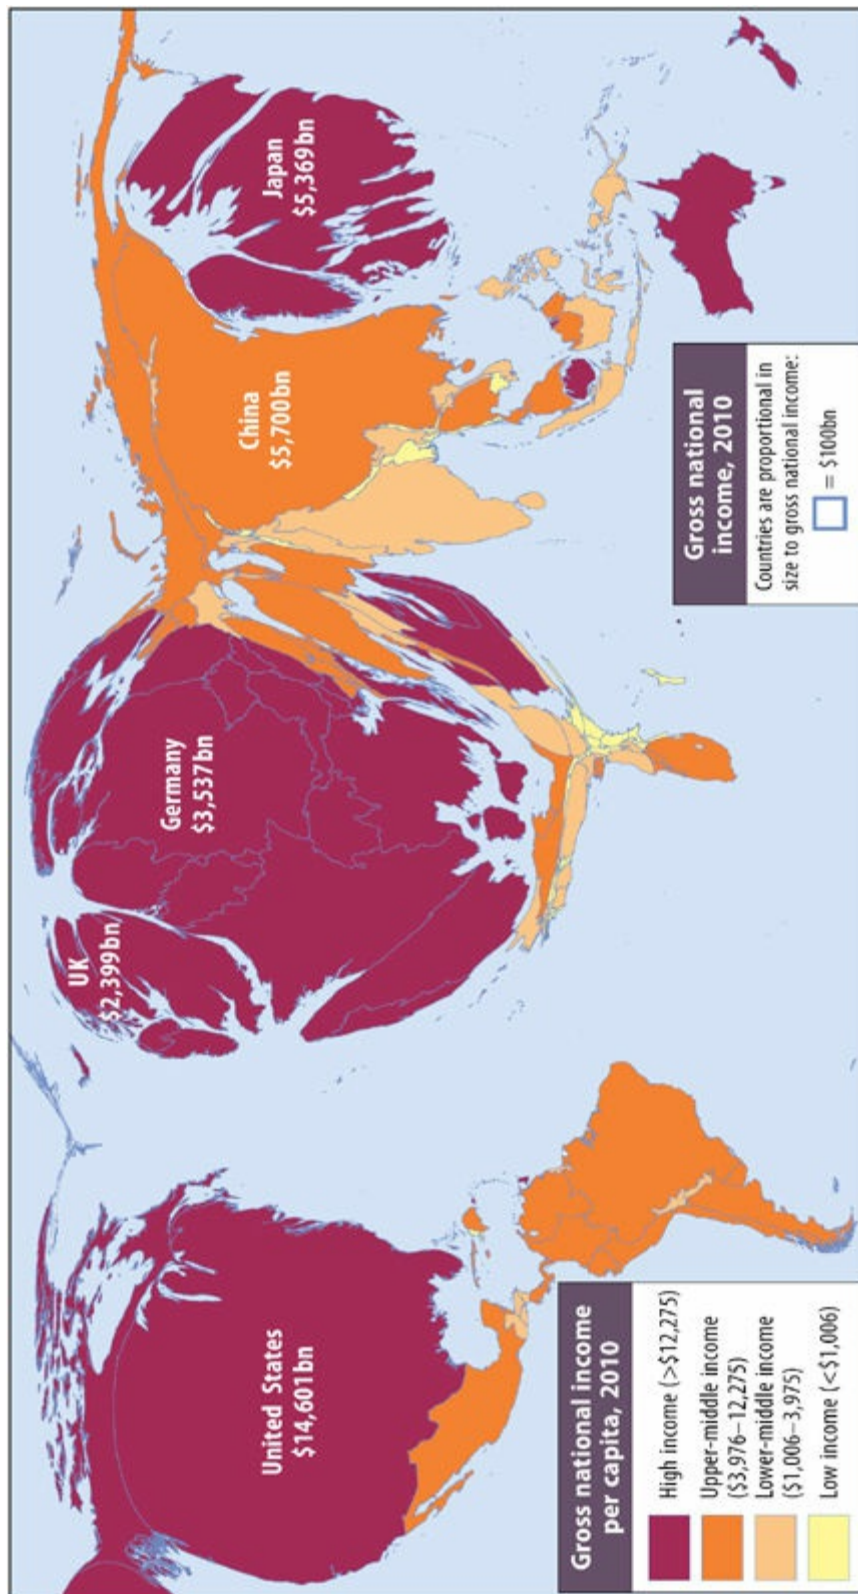 UK
$2,399bn
Germany
$3,537bn
China
$5,700bn
Japan
$5,369bn
United States
$14,601bn
Gross national income
per capita, 2010
High income (>$12,275)
Upper-middle income
($3,976–12,275)
Lower-middle income
($1,006–3,975)
Low income (<$1,006)
Gross national
income, 2010
Countries are proportional in
size to gross national income:
= $100bn